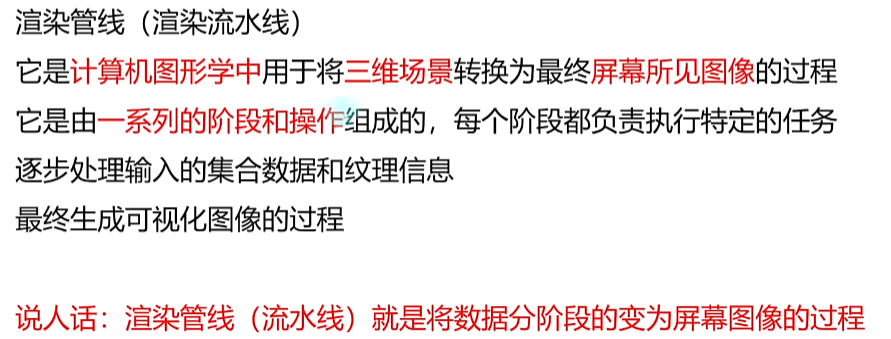 渲染管线（渲染流水线）
它是计算机图形学中用于将三维场景转换为最终屏幕所见图像的过程
它是由一系列的阶段和操作组成的，每个阶段都负责执行特定的任务
逐步处理输入的集合数据和纹理信息
最终生成可视化图像的过程
说人话：渲染管线（流水线）就是将数据分阶段的变为屏幕图像的过程